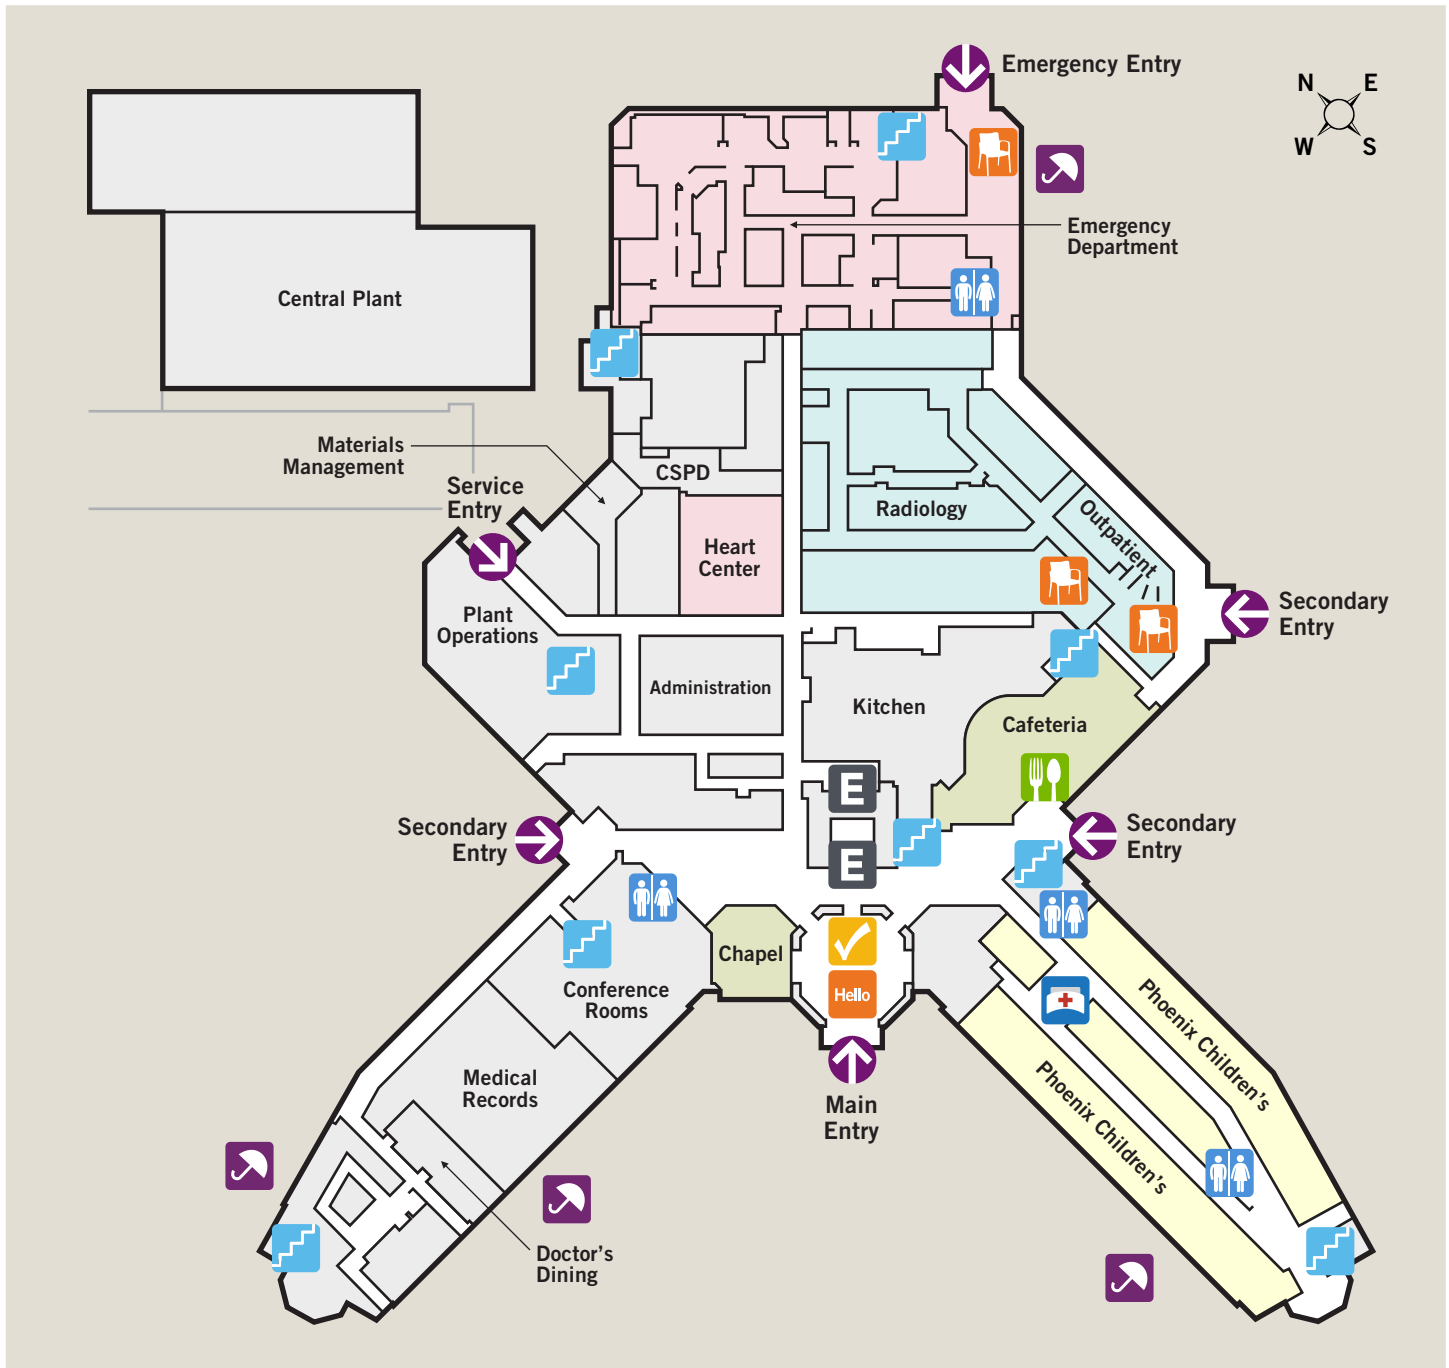 Emergency Entry
N E
W S
Emergency
Department
Central Plant
Materials
Management
CSPD
Service
Entry
Radiology
Outpatient
Heart
Center
Secondary
Entry
Plant
Operations
Administration
Kitchen
Cafeteria
E
Secondary
Entry
Secondary
Entry
E
Chapel
Hello
Conference
Rooms
Phoenix Children's
Phoenix Children's
Medical
Records
Main
Entry
Doctor's
Dining